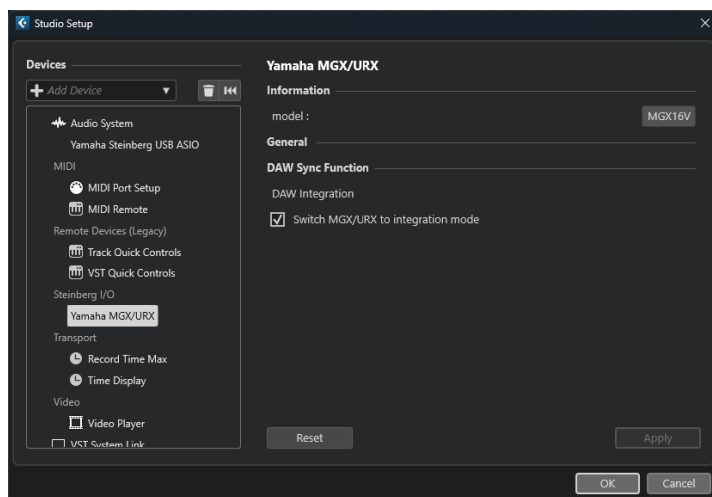 Studio Setup
Devices
Add Device
Audio System
Yamaha Steinberg USB ASIO
MIDI
MIDI Port Setup
MIDI Remote
Remote Devices (Legacy)
Track Quick Controls
VST Quick Controls
Steinberg I/O
Yamaha MGX/URX
Transport
Record Time Max
Time Display
Video
Video Player
VST System Link
Yamaha MGX/URX
Information
model :
MGX16V
General
DAW Sync Function
DAW Integration
Switch MGX/URX to integration mode
Reset
Apply
OK
Cancel